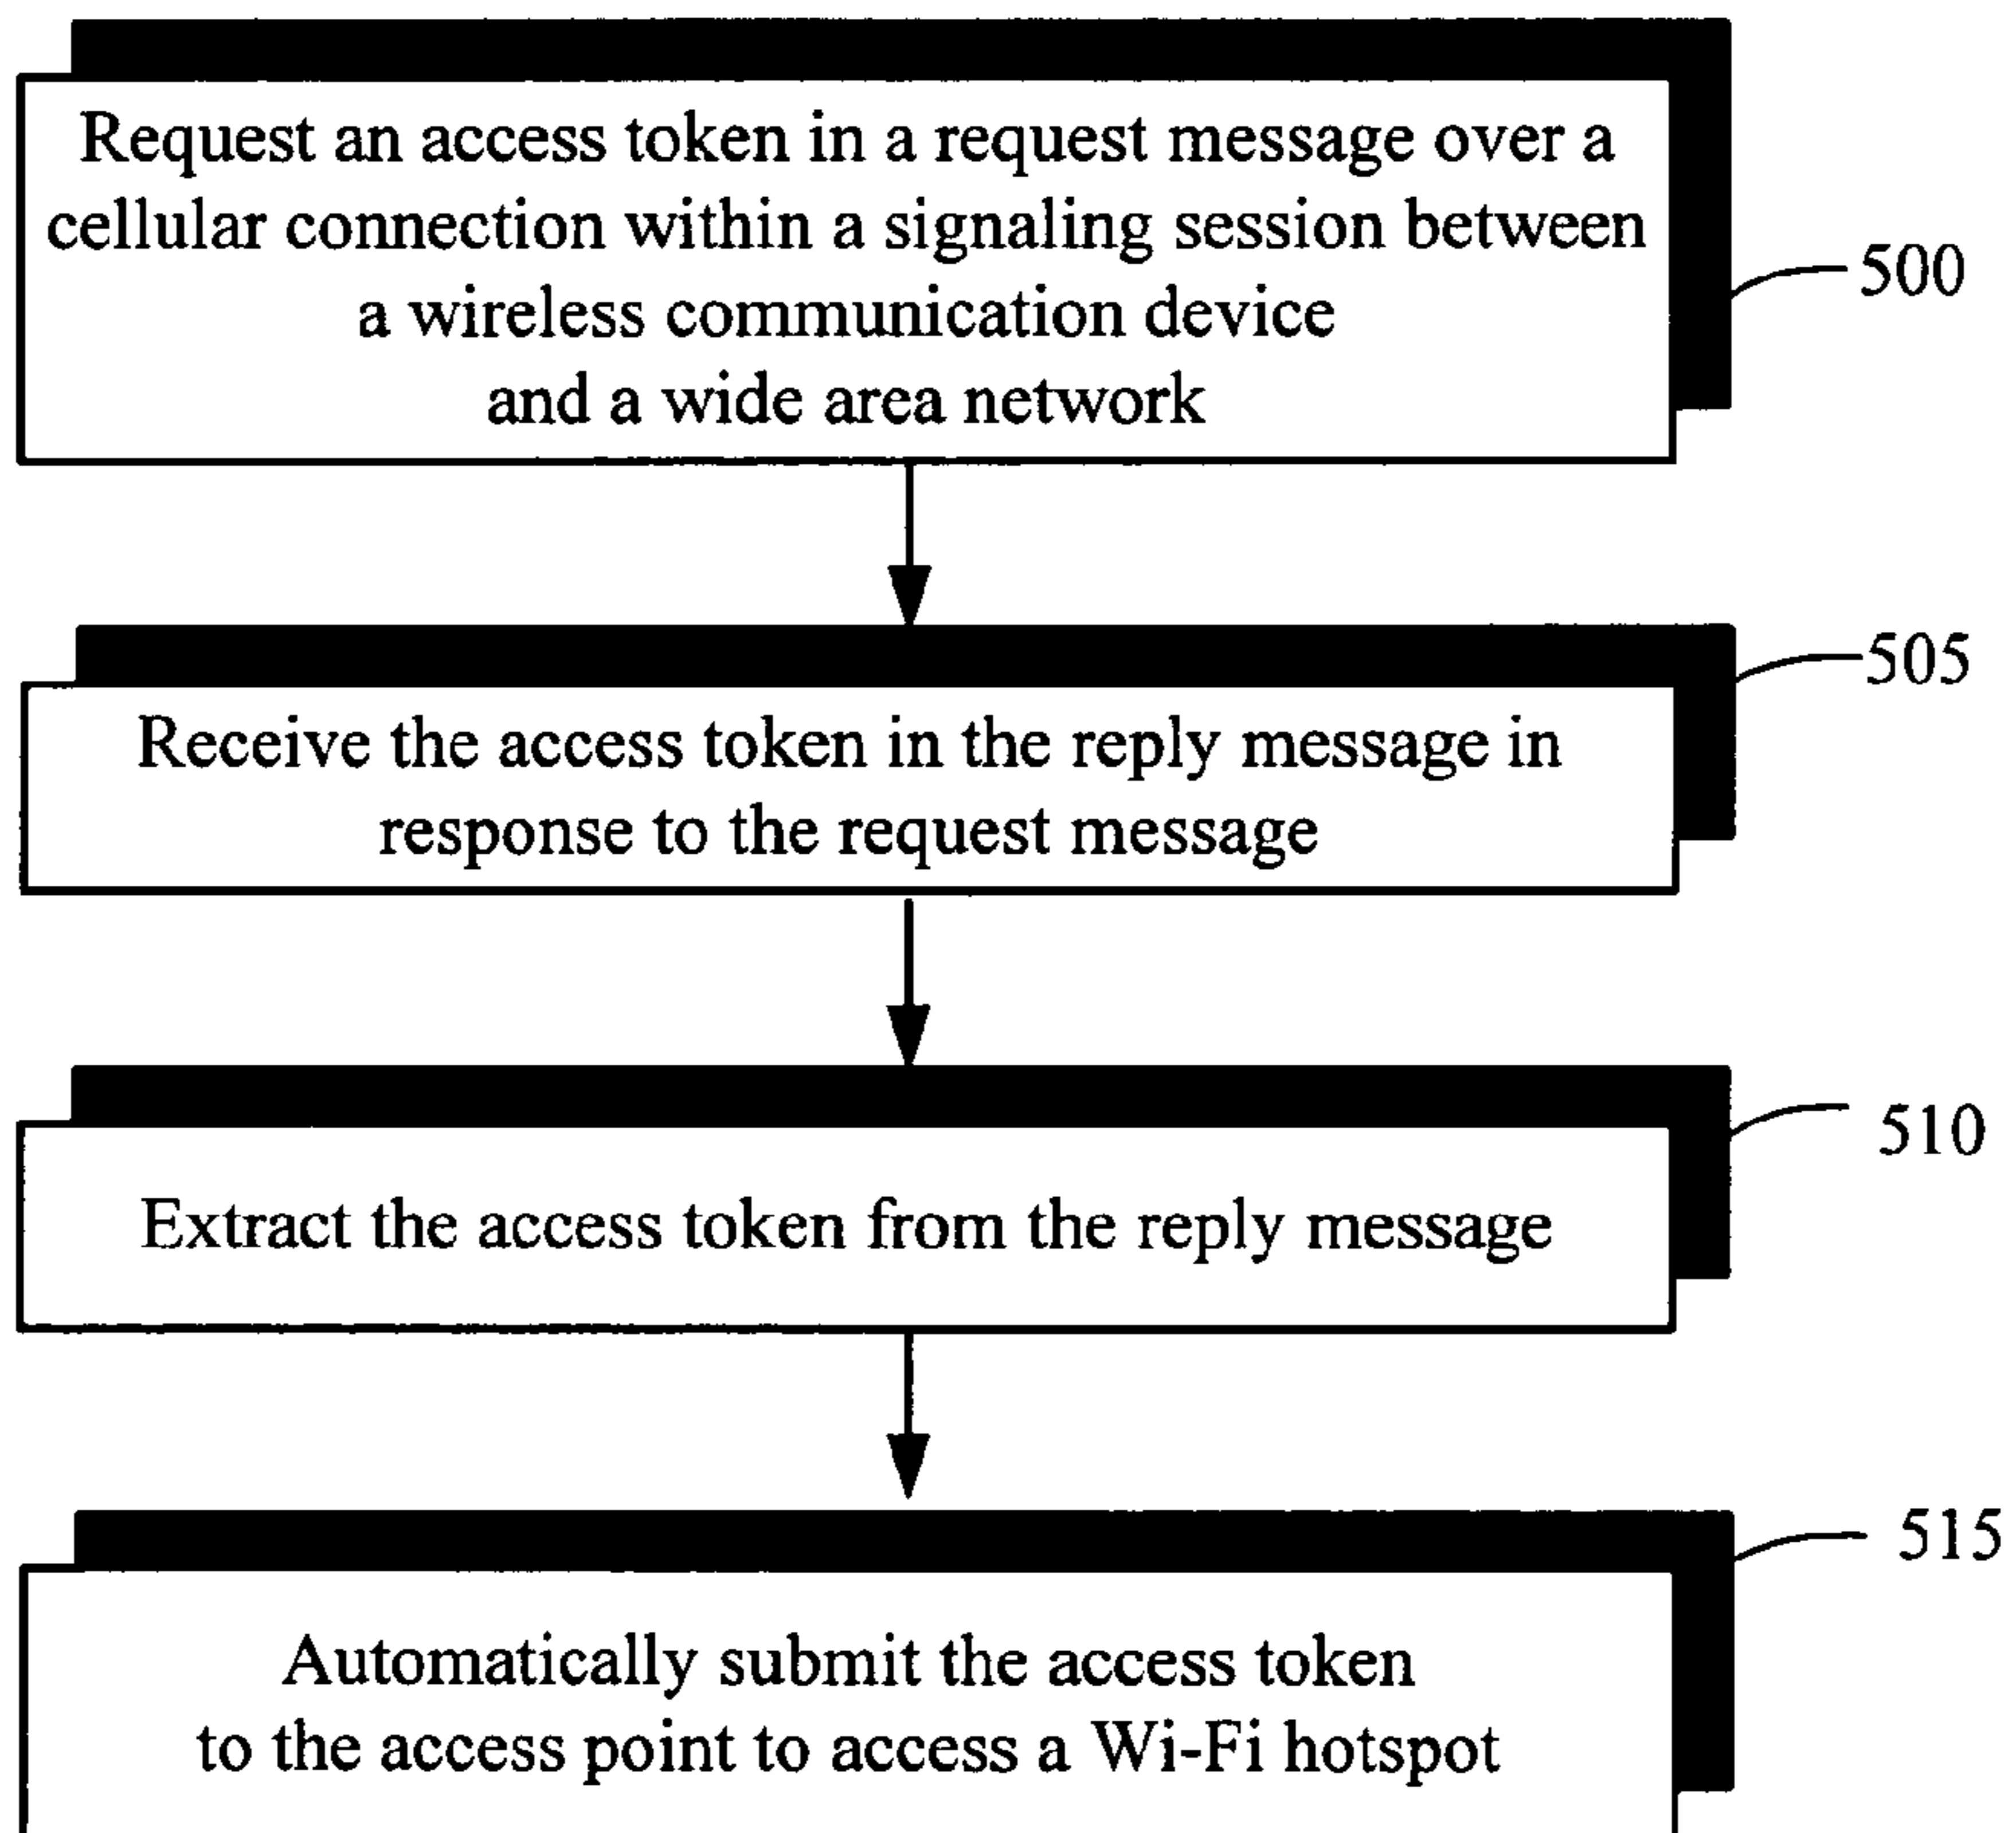 Request an access token in a request message over a
cellular connection within a signaling session between
a wireless communication device
and a wide area network
500
505
Receive the access token in the reply message in
response to the request message
510
Extract the access token from the reply message
515
Automatically submit the access token
to the access point to access a Wi-Fi hotspot